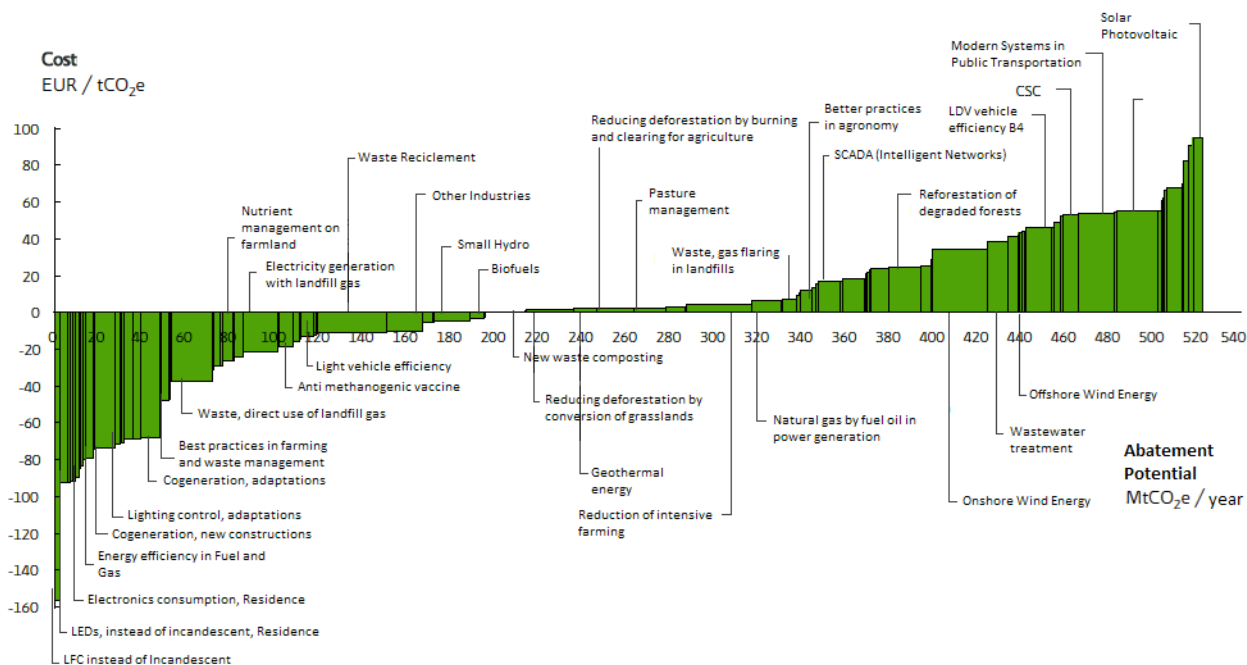 Cost
EUR / tCO₂e
100
80
60
40
20
0
-20
-40
-60
-80
-100
-120
-140
-160
0 20 40 60 80 100 120 140 160 180 200 220 240 260 280 300 320 340 360 380 400 420 440 460 480 500 520 540
Solar
Photovoltaic
Modern Systems in
Public Transportation
CSC
LDV vehicle
efficiency B4
Better practices
in agronomy
SCADA (Intelligent Networks)
Reforestation of
degraded forests
Reducing deforestation by burning
and clearing for agriculture
Pasture
management
Waste, gas flaring
in landfills
Waste Reciclement
Other Industries
Small Hydro
Biofuels
Nutrient
management on
farmland
Electricity generation
with landfill gas
Light vehicle efficiency
Anti methanogenic vaccine
Waste, direct use of landfill gas
Best practices in farming
and waste management
Cogeneration, adaptations
Lighting control, adaptations
Cogeneration, new constructions
Energy efficiency in Fuel and
Gas
Electronics consumption, Residence
LEDs, instead of incandescent, Residence
LFC instead of Incandescent
New waste composting
Reducing deforestation by
conversion of grasslands
Geothermal
energy
Reduction of intensive
farming
Natural gas by fuel oil in
power generation
Offshore Wind Energy
Wastewater
treatment
Onshore Wind Energy
Abatement
Potential
MtCO₂e / year